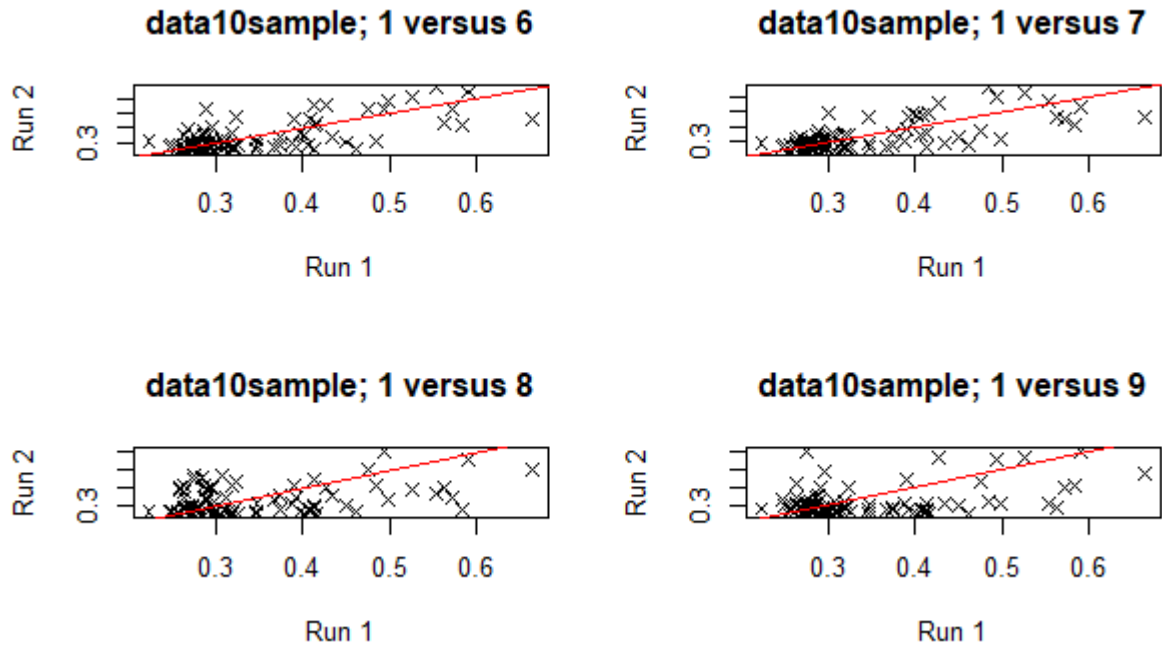 data10sample; 1 versus 6
Run 2
0.3
0.3 0.4 0.5 0.6
Run 1
data10sample; 1 versus 7
Run 2
0.3
0.3 0.4 0.5 0.6
Run 1
data10sample; 1 versus 8
Run 2
0.3
0.3 0.4 0.5 0.6
Run 1
data10sample; 1 versus 9
Run 2
0.3
0.3 0.4 0.5 0.6
Run 1